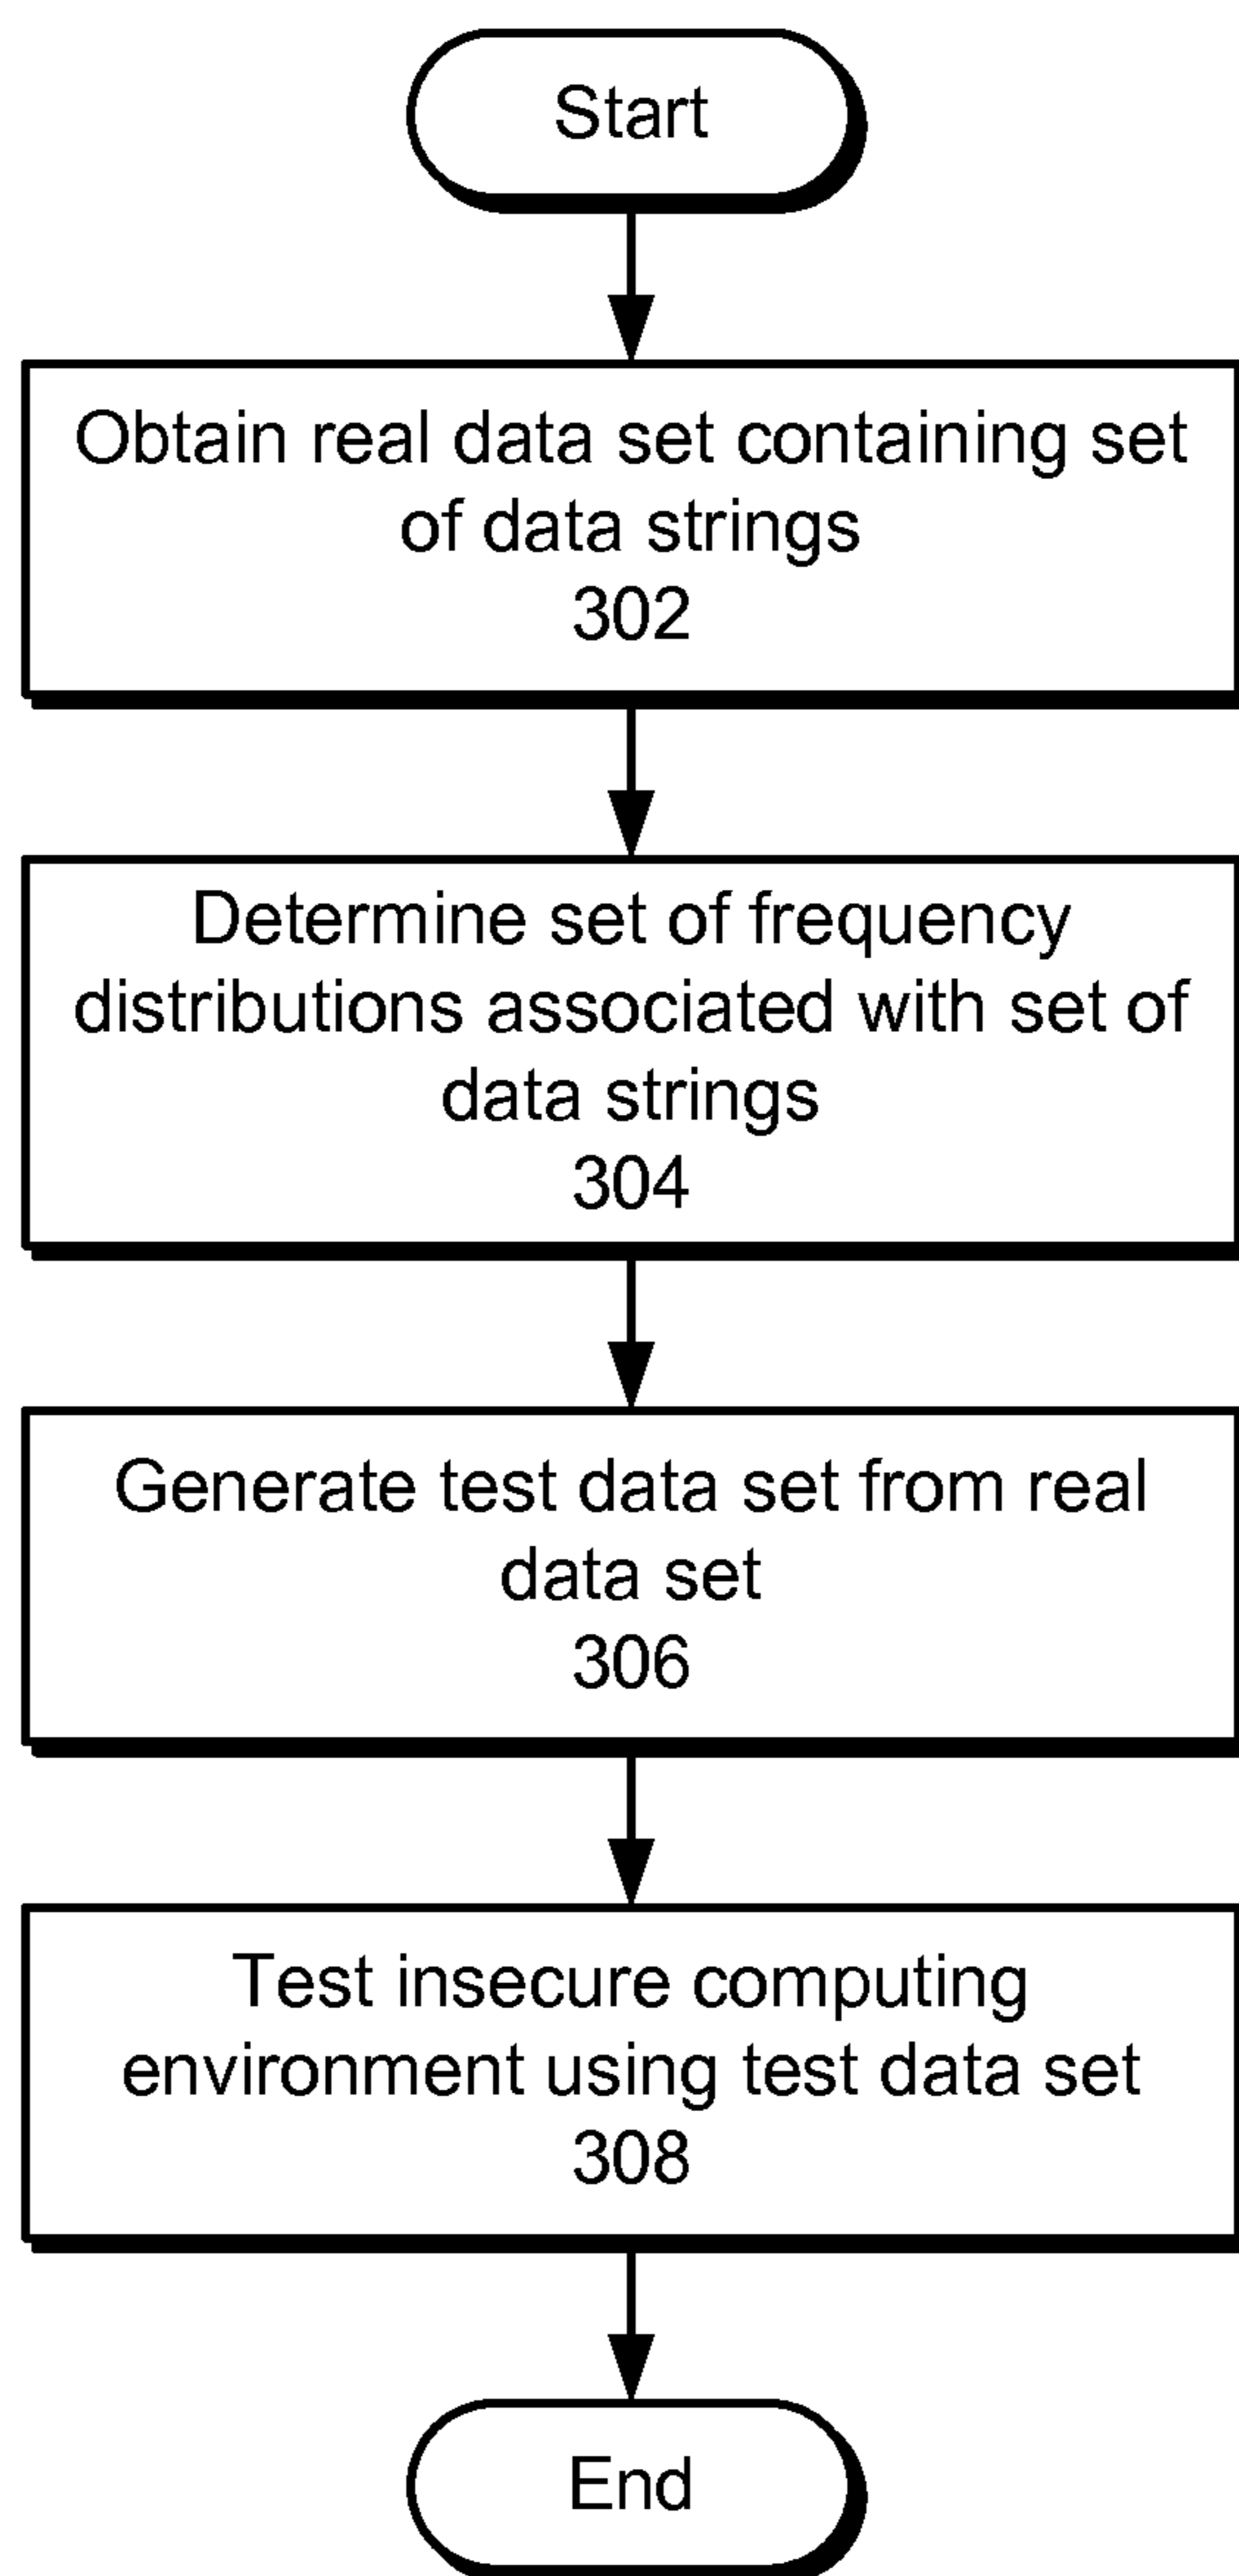 Start
Obtain real data set containing set
of data strings
302
Determine set of frequency
distributions associated with set of
data strings
304
Generate test data set from real
data set
306
Test insecure computing
environment using test data set
308
End